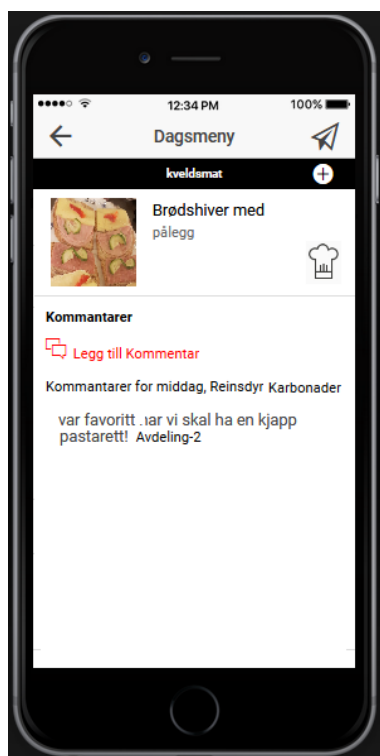 12:34 PM
100%
Dagsmeny
kveldsmat
Brødshiver med
pålegg
Kommantarer
Legg till Kommentar
Kommantarer for middag, Reinsdyr Karbonader
var favoritt vi skal ha en kjapp
pastarett! Avdeling-2